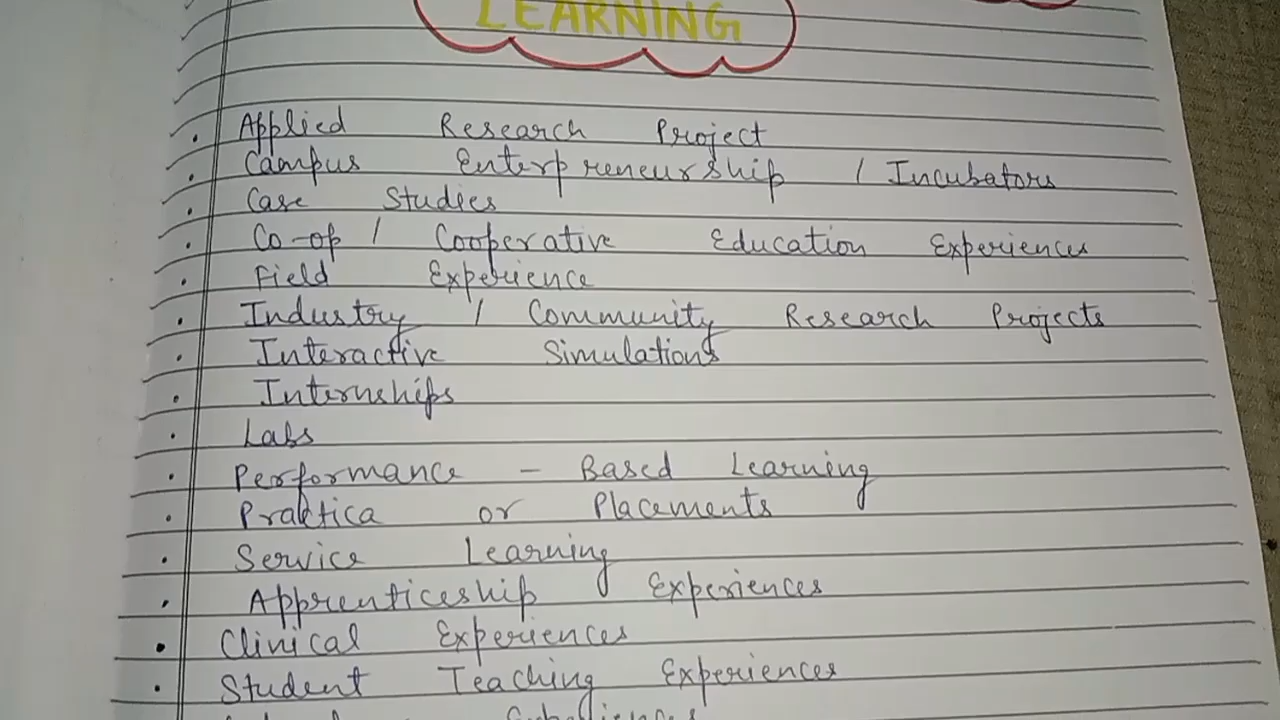 LEARNING
. Applied Research Project
. Campus Enterpreneurship / Incubators
. Case Studies
. Co-op / Cooperative Education Experiences
. Field Experience
. Industry / Community Research Projects
. Interactive Simulations
. Internships
. Labs
. Performance - Based Learning
. Practica or Placements
. Service Learning
. Apprenticeship Experiences
. Clinical Experiences
. Student Teaching Experiences